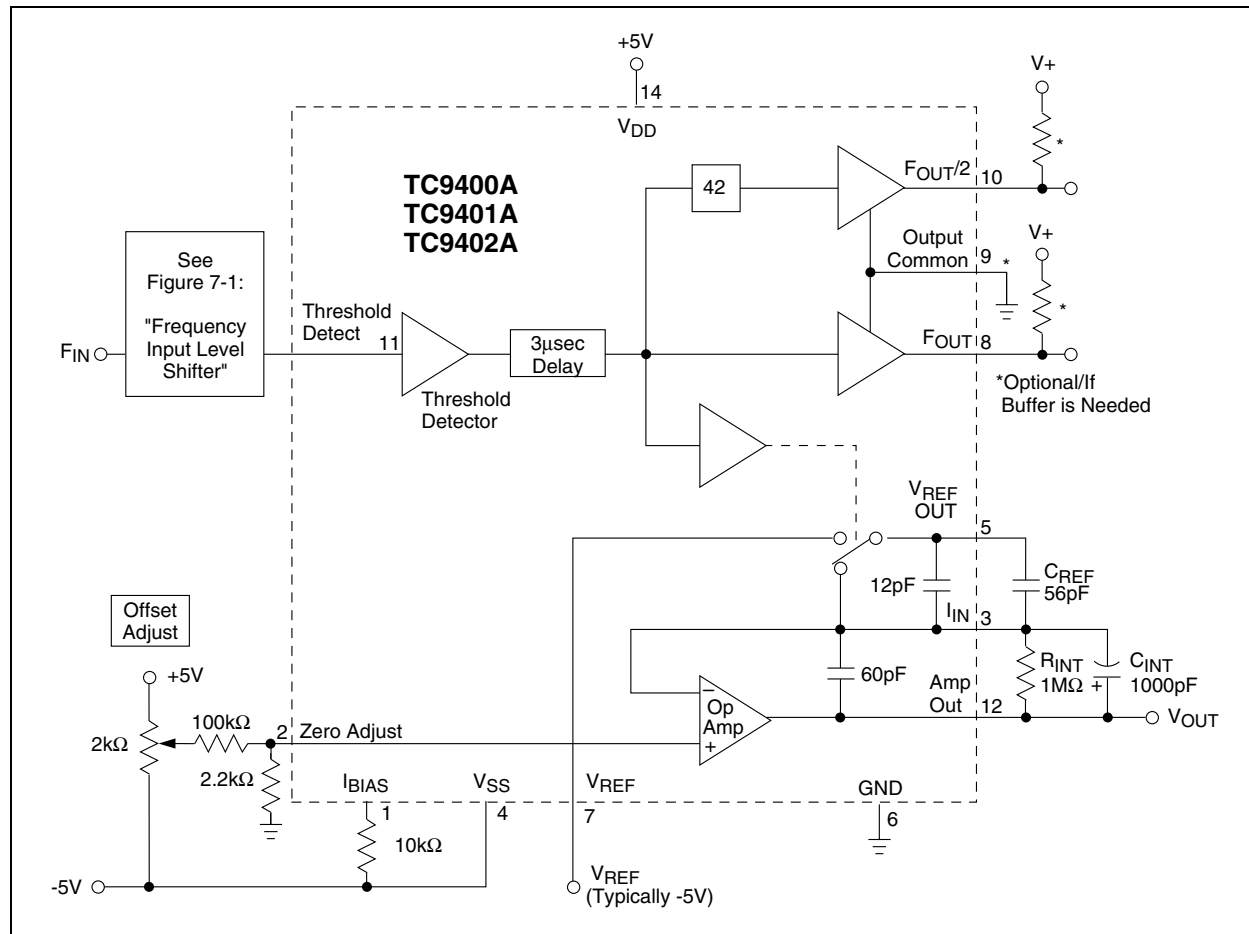 +5V
14
V+
VDD
*
TC9400A
TC9401A
TC9402A
42
FOUT/2
10
V+
See
Figure 7-1:
"Frequency
Input Level
Shifter"
Output
Common
9
*
*
Threshold
Detect
11
FIN
3µsec
Delay
FOUT
8
Threshold
Detector
*Optional/If
Buffer is Needed
VREF
OUT
5
12pF
CREF
56pF
IIN
3
Offset
Adjust
+5V
60pF
RINT
1MΩ
+
CINT
1000pF
Amp
Out
12
VOUT
–
Op
Amp
+
100kΩ
2kΩ
2
Zero Adjust
2.2kΩ
IBIAS
VSS
VREF
GND
1
4
7
6
10kΩ
-5V
VREF
(Typically -5V)